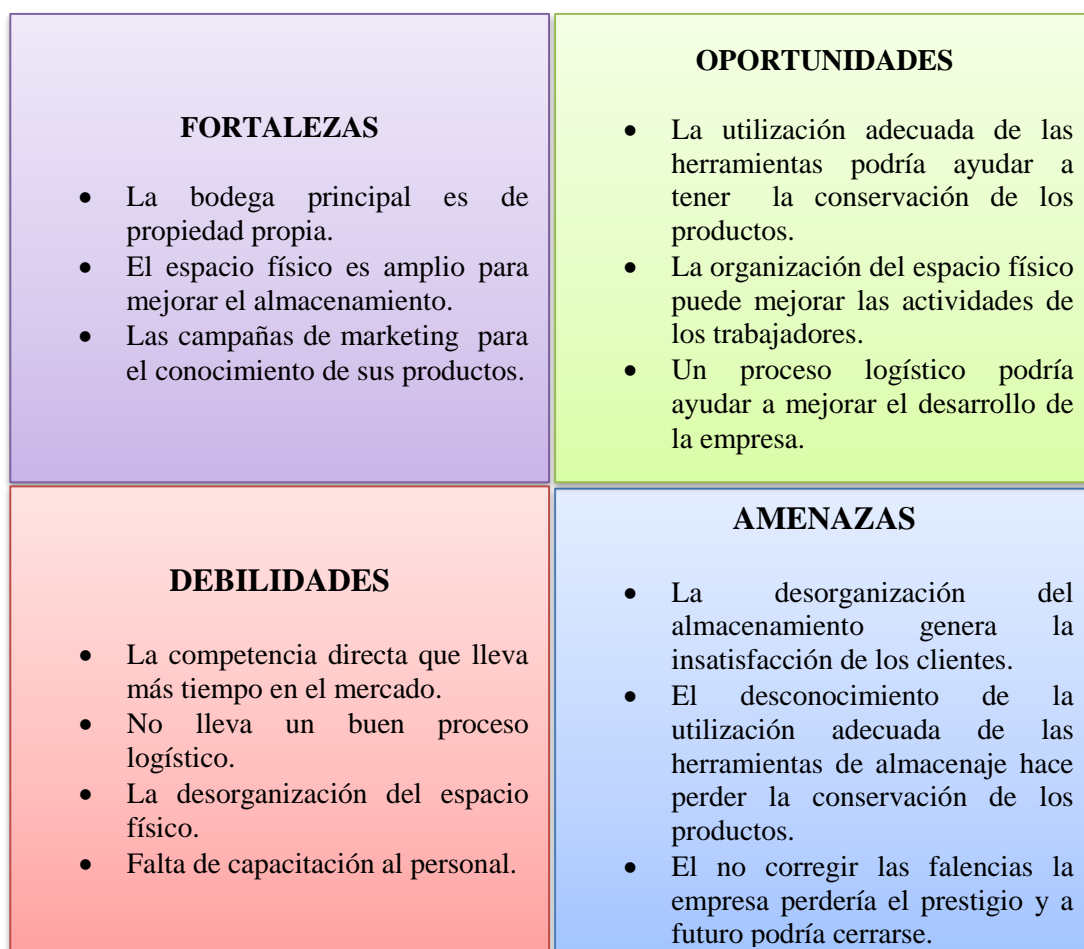 FORTALEZAS
• La bodega principal es de
propiedad propia.
• El espacio físico es amplio para
mejorar el almacenamiento.
• Las campañas de marketing para
el conocimiento de sus productos.
OPORTUNIDADES
• La utilización adecuada de las
herramientas podría ayudar a
tener la conservación de los
productos.
• La organización del espacio físico
puede mejorar las actividades de
los trabajadores.
• Un proceso logístico podría
ayudar a mejorar el desarrollo de
la empresa.
DEBILIDADES
• La competencia directa que lleva
más tiempo en el mercado.
• No lleva un buen proceso
logístico.
• La desorganización del espacio
físico.
• Falta de capacitación al personal.
AMENAZAS
• La desorganización del
almacenamiento genera la
insatisfacción de los clientes.
• El desconocimiento de la
utilización adecuada de las
herramientas de almacenaje hace
perder la conservación de los
productos.
• El no corregir las falencias la
empresa perdería el prestigio y a
futuro podría cerrarse.